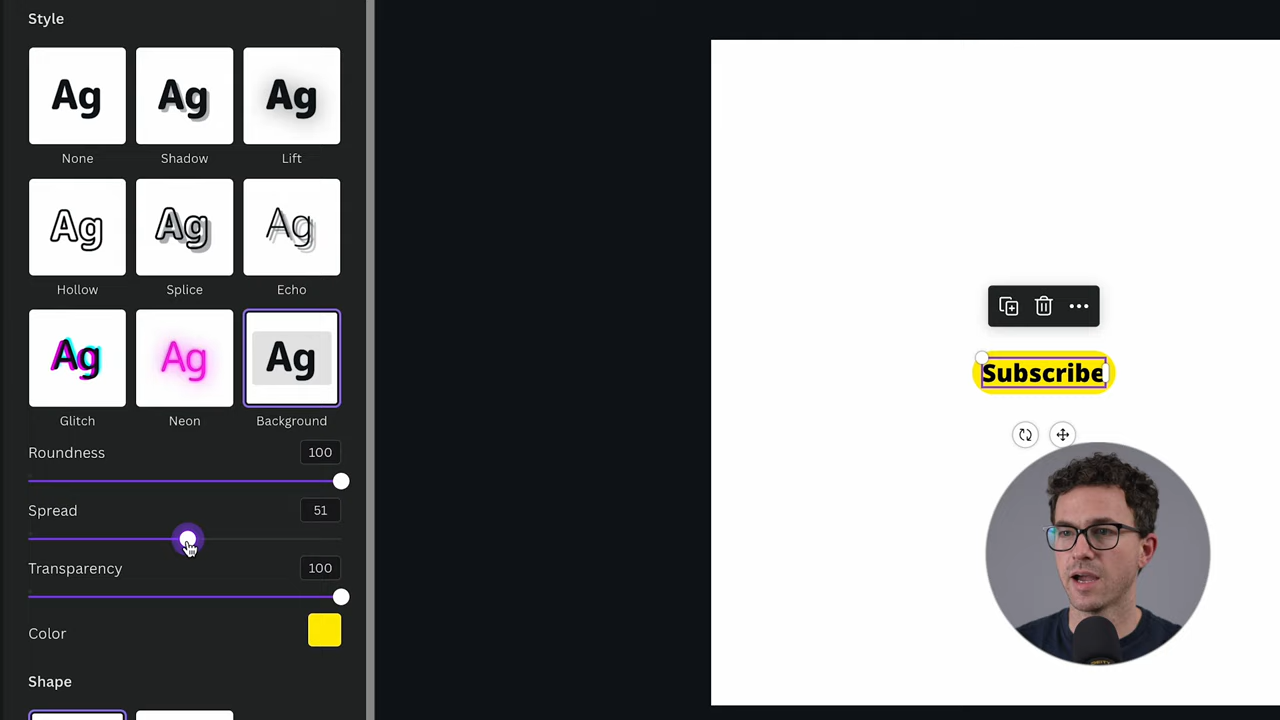 Style
Ag Ag Ag
None Shadow Lift
Ag Ag Ag
Hollow Splice Echo
Ag Ag Ag
Glitch Neon Background
Roundness 100
Spread 51
Transparency 100
Color
Shape
Subscribe